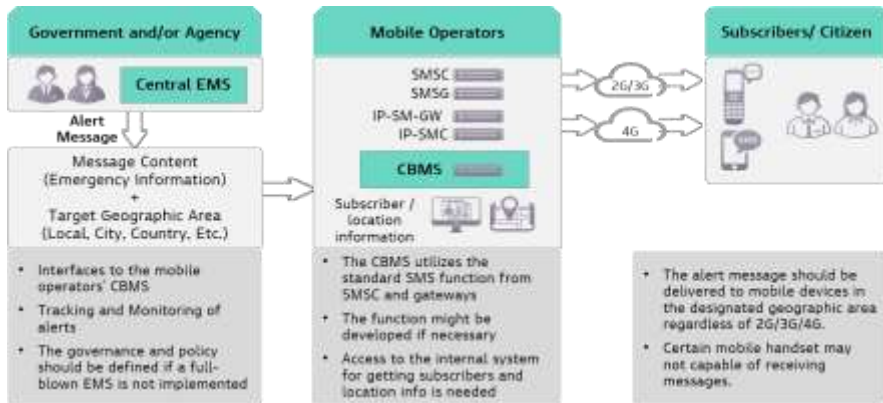 Government and/or Agency
Central EMS
Alert
Message
Message Content
(Emergency Information)
+
Target Geographic Area
(Local, City, Country, Etc.)
• Interfaces to the mobile
operators' CBMS
• Tracking and Monitoring of
alerts
• The governance and policy
should be defined if a full-
blown EMS is not implemented
Mobile Operators
SMSC
SMSG
IP-SM-GW
IP-SMC
CBMS
Subscriber /
location
information
• The CBMS utilizes the
standard SMS function from
SMSC and gateways
• The function might be
developed if necessary
• Access to the internal system
for getting subscribers and
location info is needed
2G/3G
4G
Subscribers/ Citizen
• The alert message should be
delivered to mobile devices in
the designated geographic area
regardless of 2G/3G/4G.
• Certain mobile handset may
not capable of receiving
messages.